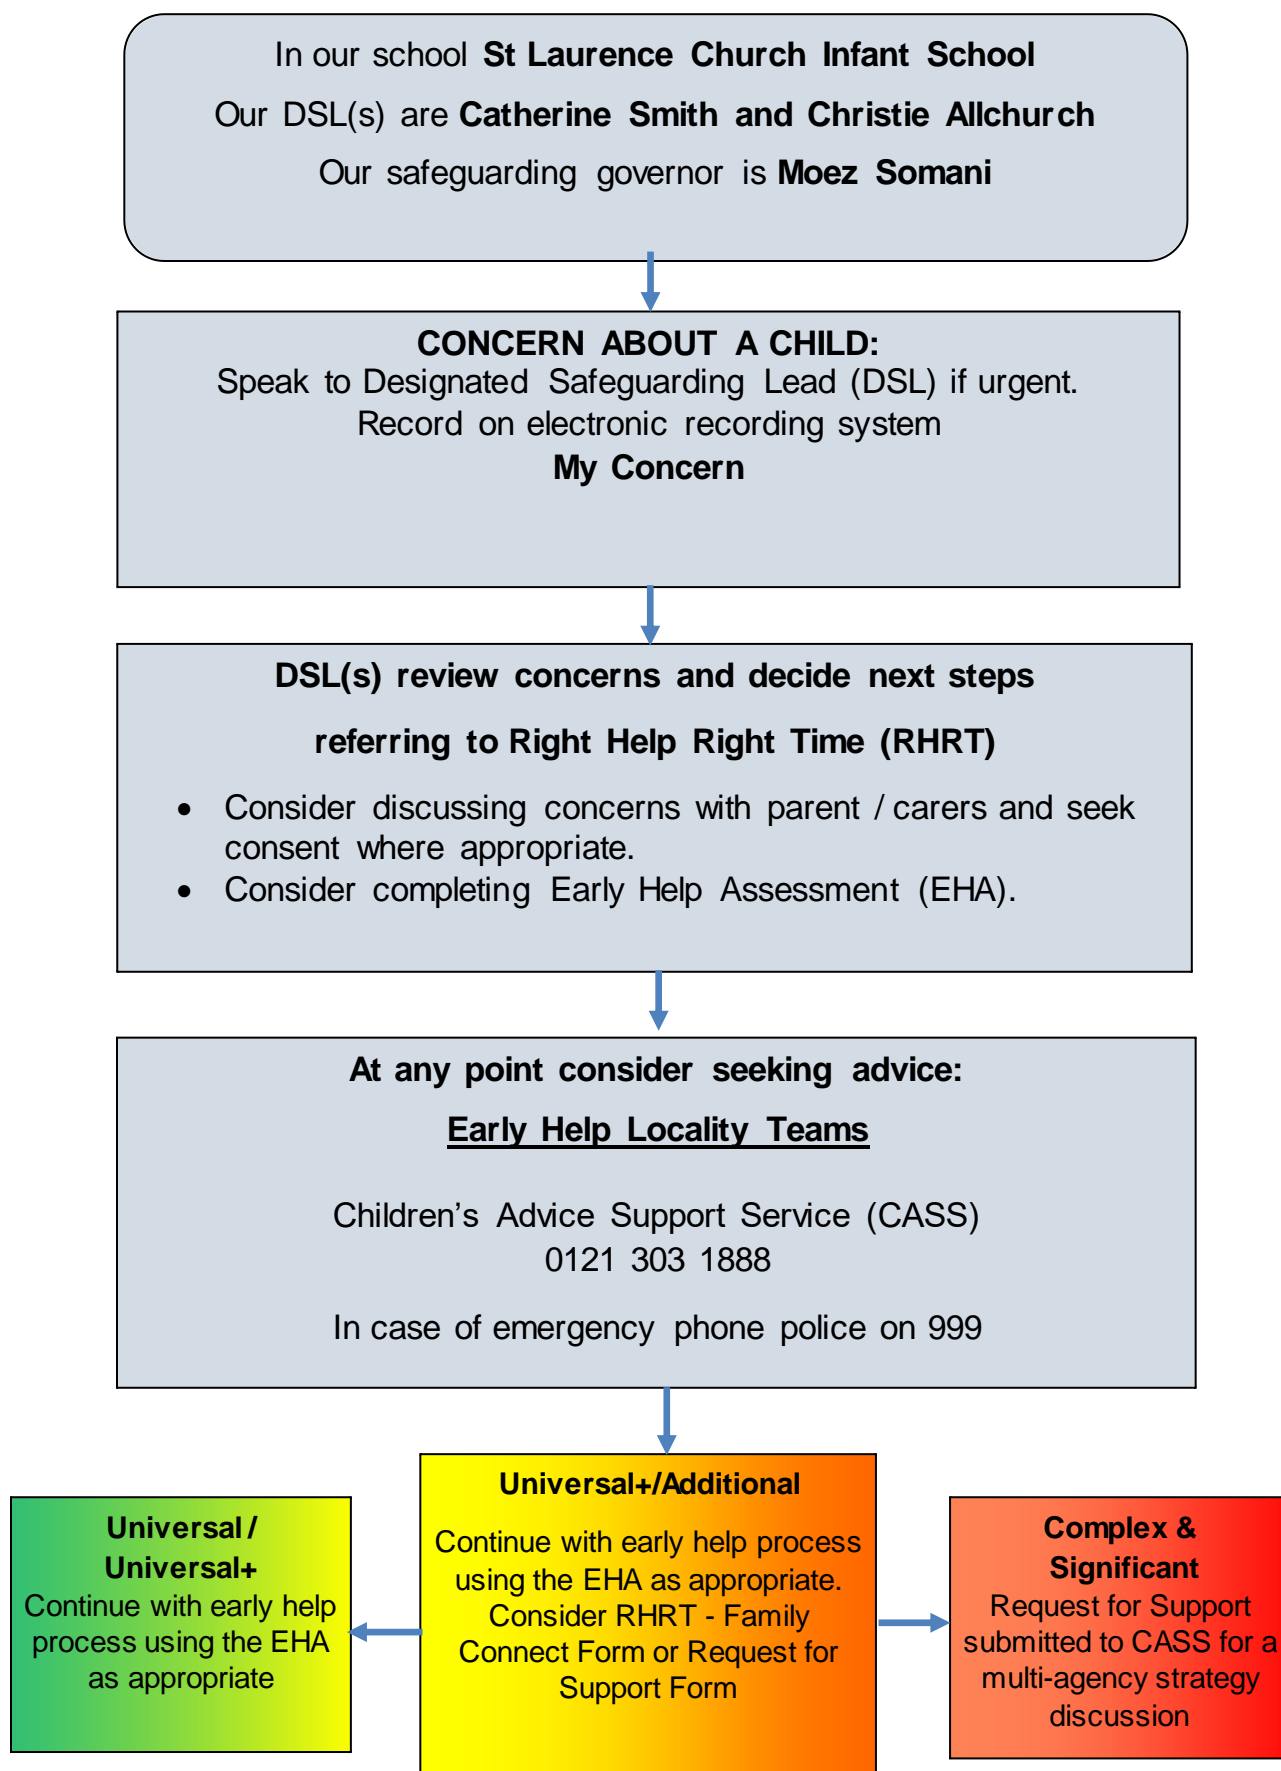 In our school St Laurence Church Infant School
Our DSL(s) are Catherine Smith and Christie Allchurch
Our safeguarding governor is Moez Somani
CONCERN ABOUT A CHILD:
Speak to Designated Safeguarding Lead (DSL) if urgent.
Record on electronic recording system
My Concern
DSL(s) review concerns and decide next steps
referring to Right Help Right Time (RHRT)
• Consider discussing concerns with parent / carers and seek
consent where appropriate.
• Consider completing Early Help Assessment (EHA).
At any point consider seeking advice:
Early Help Locality Teams
Children’s Advice Support Service (CASS)
0121 303 1888
In case of emergency phone police on 999
Universal /
Universal+
Continue with early help
process using the EHA
as appropriate
Universal+/Additional
Continue with early help process
using the EHA as appropriate.
Consider RHRT - Family
Connect Form or Request for
Support Form
Complex &
Significant
Request for Support
submitted to CASS for a
multi-agency strategy
discussion